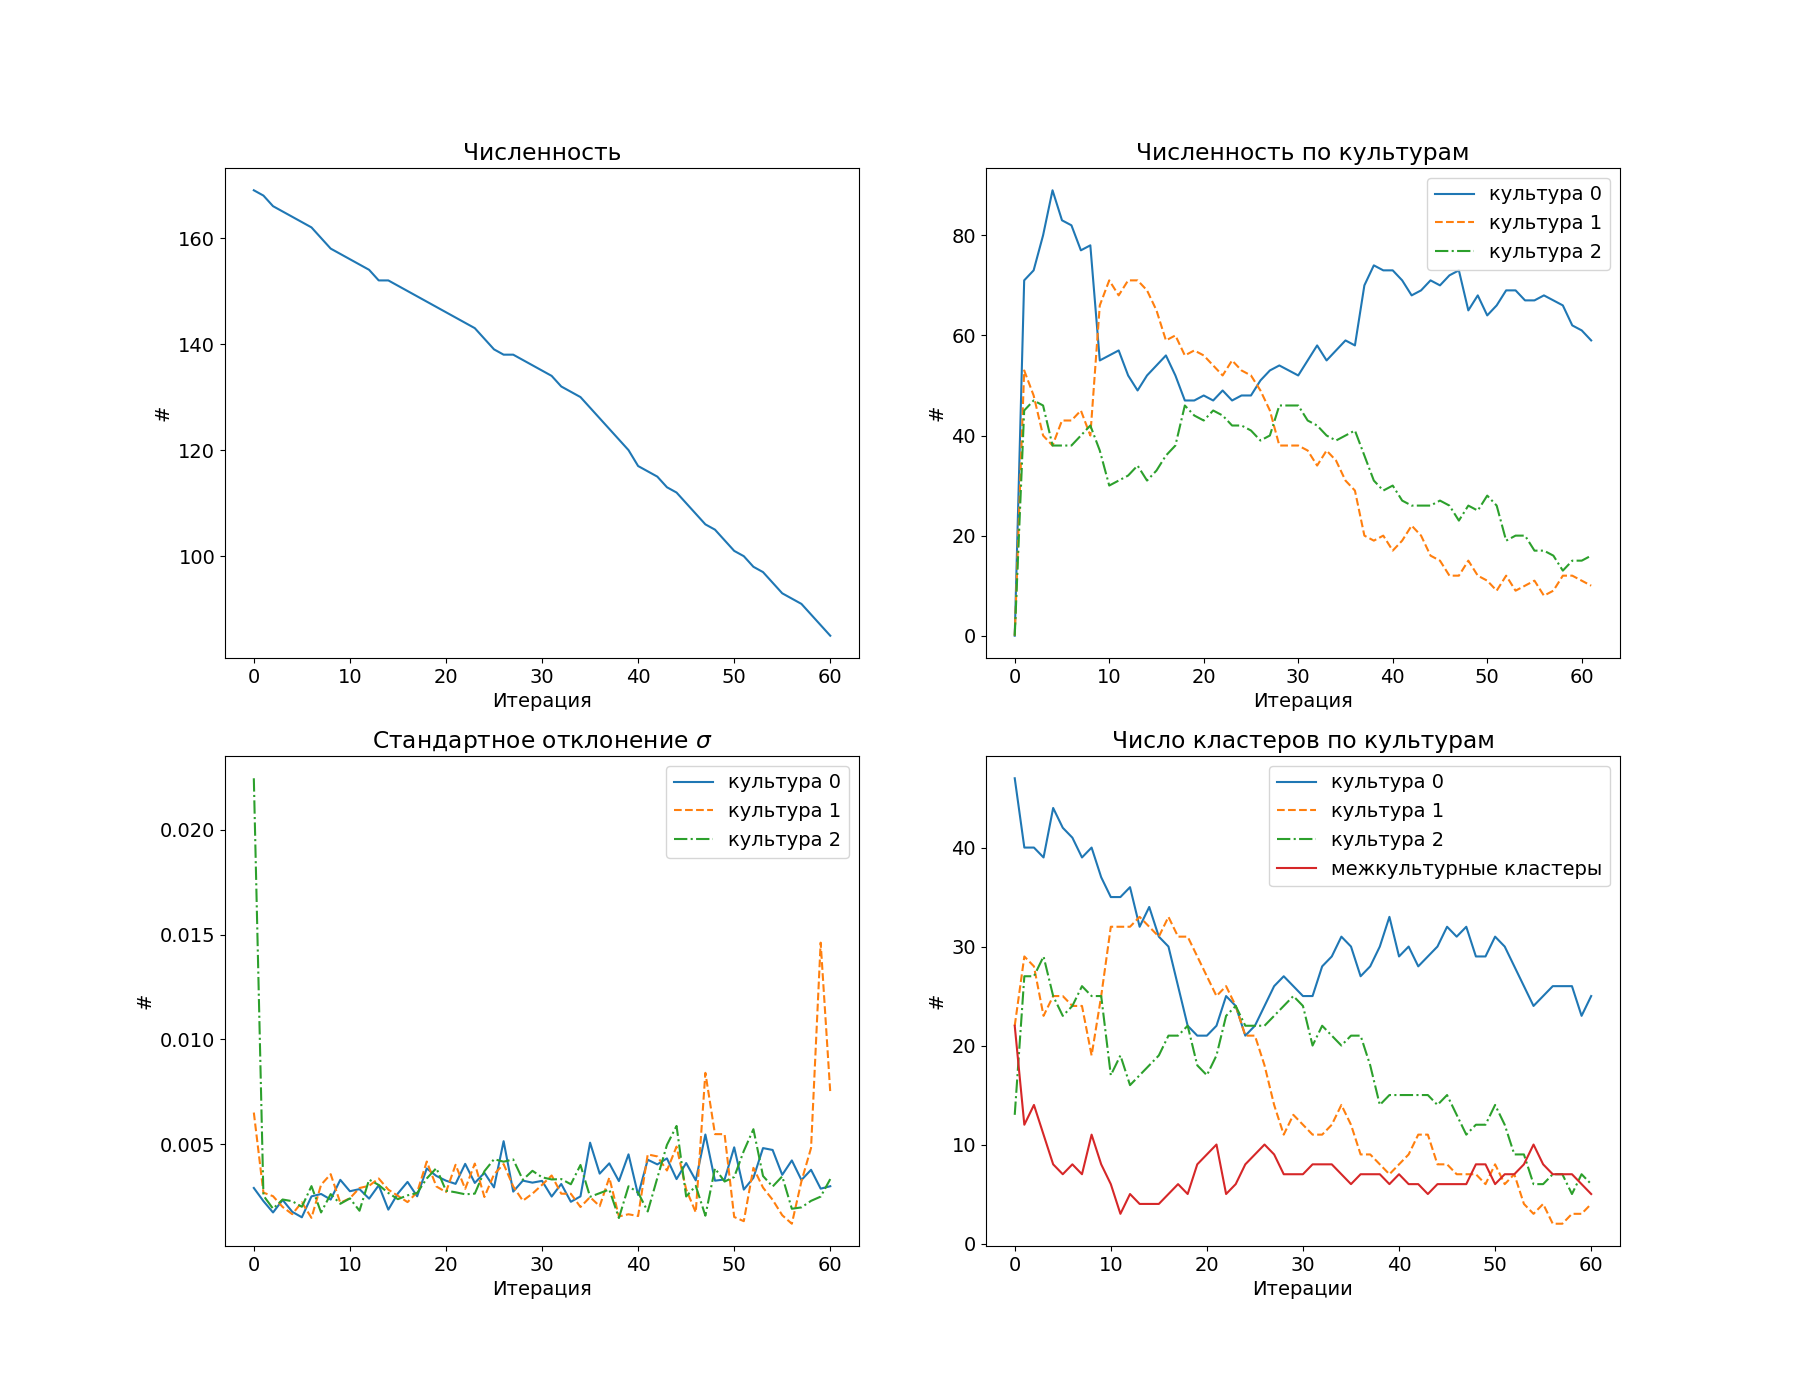 Численность
160
140
120
100
#
0 10 20 30 40 50 60
Итерация
Численность по культурам
культура 0
культура 1
культура 2
80
60
40
20
0
#
0 10 20 30 40 50 60
Итерация
Стандартное отклонение σ
культура 0
культура 1
культура 2
0.020
0.015
0.010
0.005
#
0 10 20 30 40 50 60
Итерация
Число кластеров по культурам
культура 0
культура 1
культура 2
межкультурные кластеры
40
30
20
10
0
#
0 10 20 30 40 50 60
Итерации